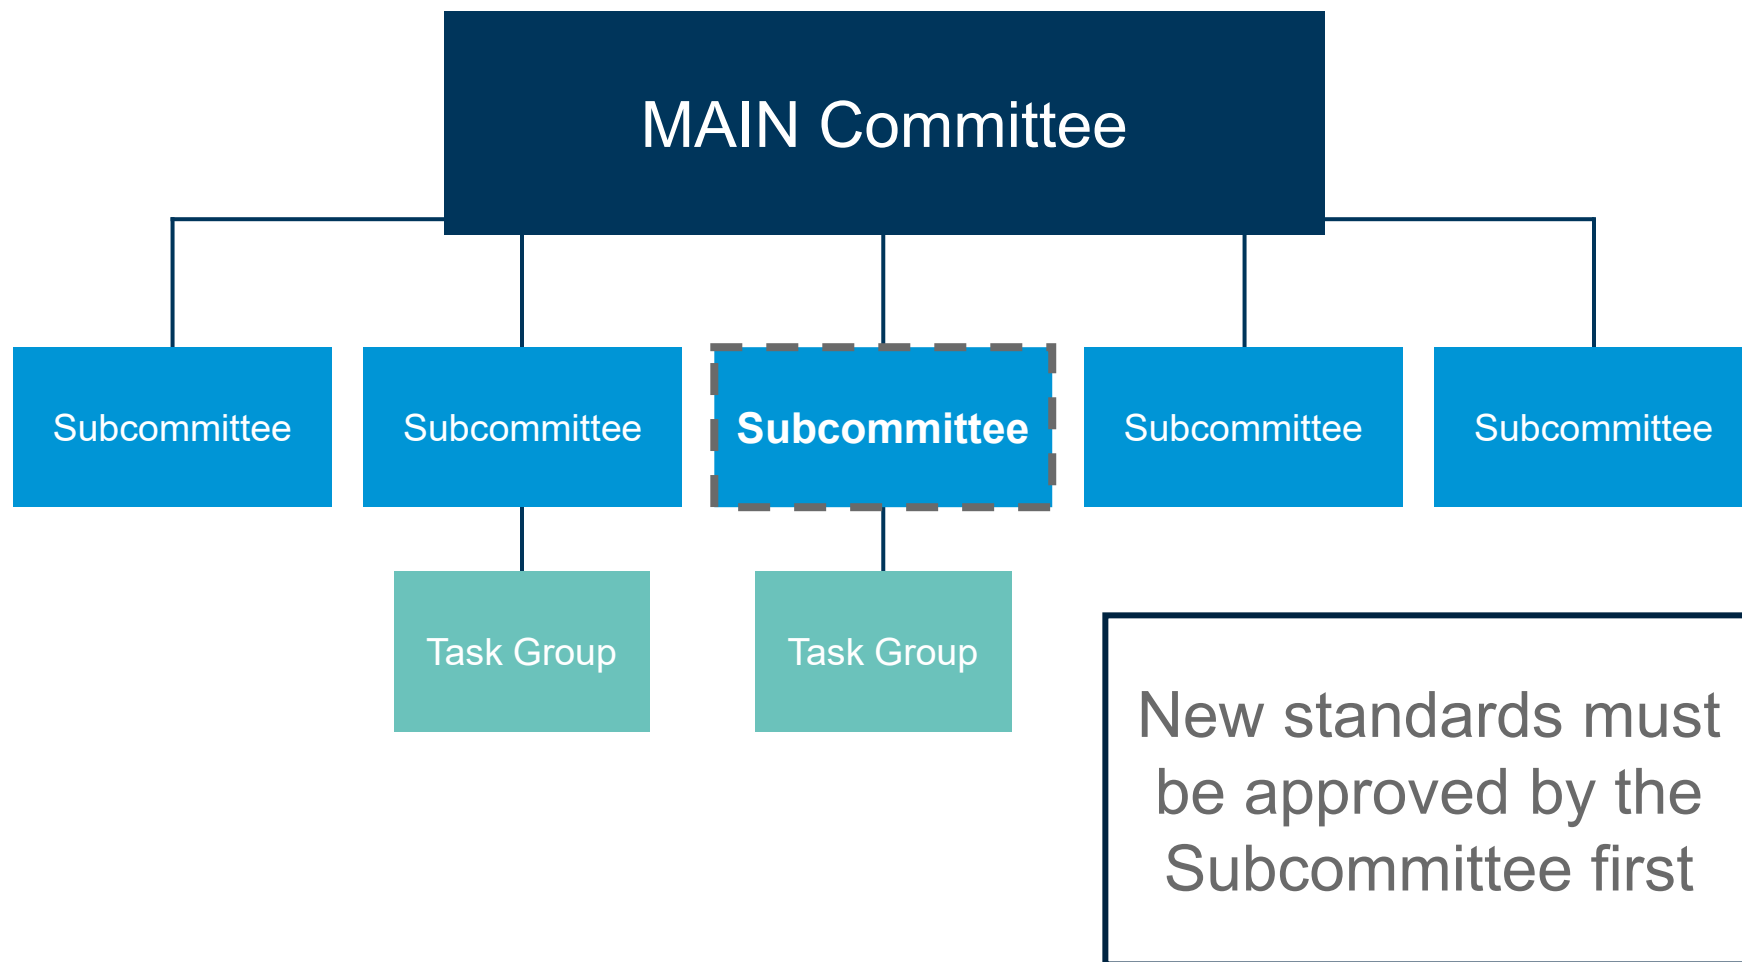 MAIN Committee
Subcommittee
Subcommittee
Subcommittee
Subcommittee
Subcommittee
Task Group
Task Group
New standards must
be approved by the
Subcommittee first